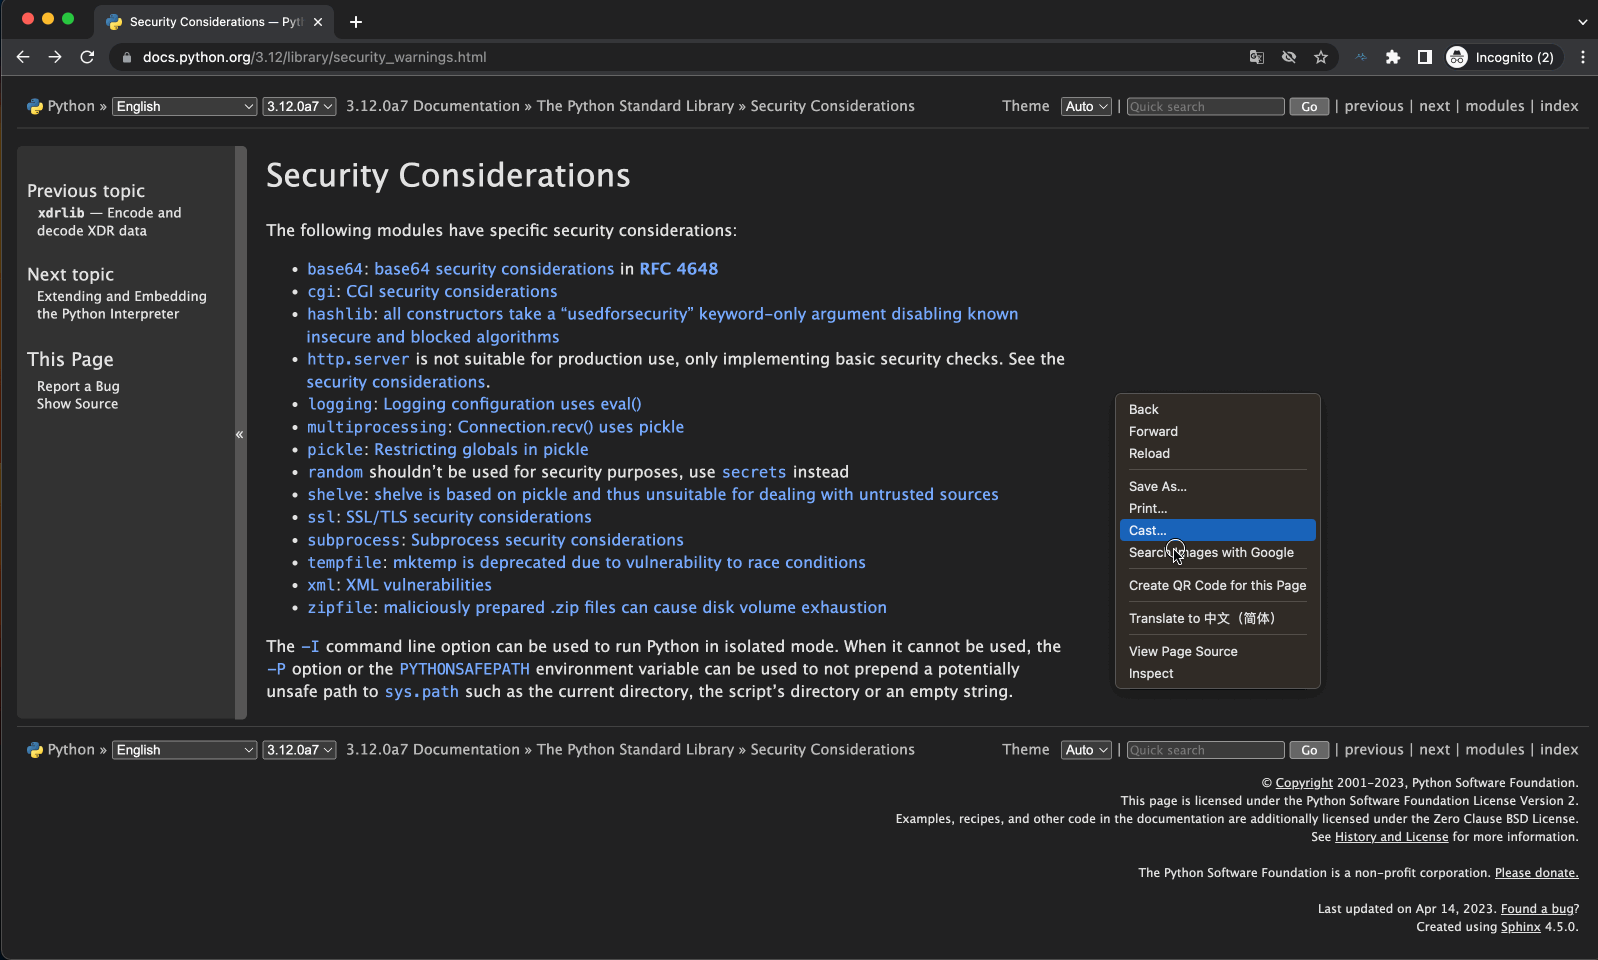 Security Considerations — Pyt
docs.python.org/3.12/library/security_warnings.html
Incognito (2)
Python » English 3.12.0a7 3.12.0a7 Documentation » The Python Standard Library » Security Considerations
Theme Auto | Quick search Go | previous | next | modules | index
Previous topic
xdrlib — Encode and
decode XDR data
Next topic
Extending and Embedding
the Python Interpreter
This Page
Report a Bug
Show Source
«
Security Considerations
The following modules have specific security considerations:
• base64: base64 security considerations in RFC 4648
• cgi: CGI security considerations
• hashlib: all constructors take a “usedforsecurity” keyword-only argument disabling known
insecure and blocked algorithms
• http.server is not suitable for production use, only implementing basic security checks. See the
security considerations.
• logging: Logging configuration uses eval()
• multiprocessing: Connection.recv() uses pickle
• pickle: Restricting globals in pickle
• random shouldn’t be used for security purposes, use secrets instead
• shelve: shelve is based on pickle and thus unsuitable for dealing with untrusted sources
• ssl: SSL/TLS security considerations
• subprocess: Subprocess security considerations
• tempfile: mktemp is deprecated due to vulnerability to race conditions
• xml: XML vulnerabilities
• zipfile: maliciously prepared .zip files can cause disk volume exhaustion
The -I command line option can be used to run Python in isolated mode. When it cannot be used, the
-P option or the PYTHONSAFEPATH environment variable can be used to not prepend a potentially
unsafe path to sys.path such as the current directory, the script’s directory or an empty string.
Back
Forward
Reload
Save As...
Print...
Cast...
Search Images with Google
Create QR Code for this Page
Translate to 中文（简体）
View Page Source
Inspect
Python » English 3.12.0a7 3.12.0a7 Documentation » The Python Standard Library » Security Considerations
Theme Auto | Quick search Go | previous | next | modules | index
© Copyright 2001-2023, Python Software Foundation.
This page is licensed under the Python Software Foundation License Version 2.
Examples, recipes, and other code in the documentation are additionally licensed under the Zero Clause BSD License.
See History and License for more information.
The Python Software Foundation is a non-profit corporation. Please donate.
Last updated on Apr 14, 2023. Found a bug?
Created using Sphinx 4.5.0.